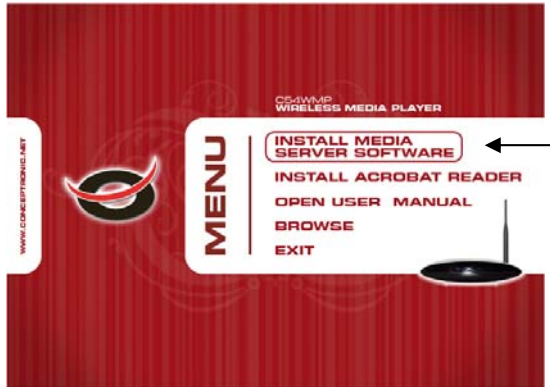 C54WMP
WIRELESS MEDIA PLAYER
WWW.CONCEPTRONIC.NET
MENU
INSTALL MEDIA
SERVER SOFTWARE
INSTALL ACROBAT READER
OPEN USER MANUAL
BROWSE
EXIT